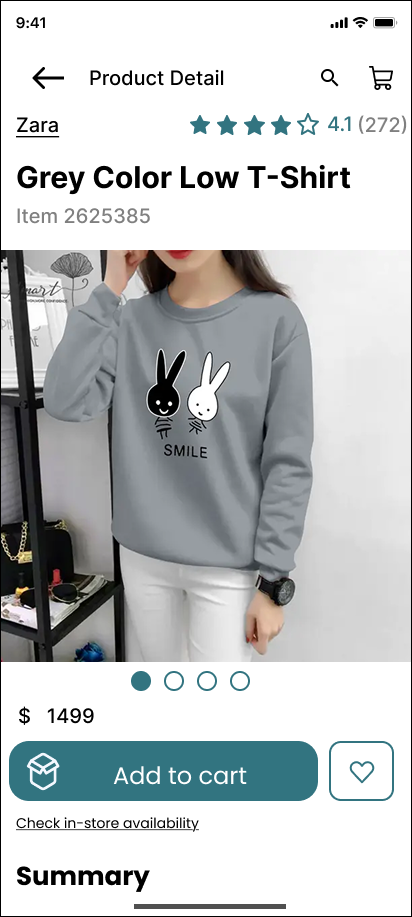 9:41
Product Detail
Zara
4.1 (272)
Grey Color Low T-Shirt
Item 2625385
SMILE
$ 1499
Add to cart
Check in-store availability
Summary